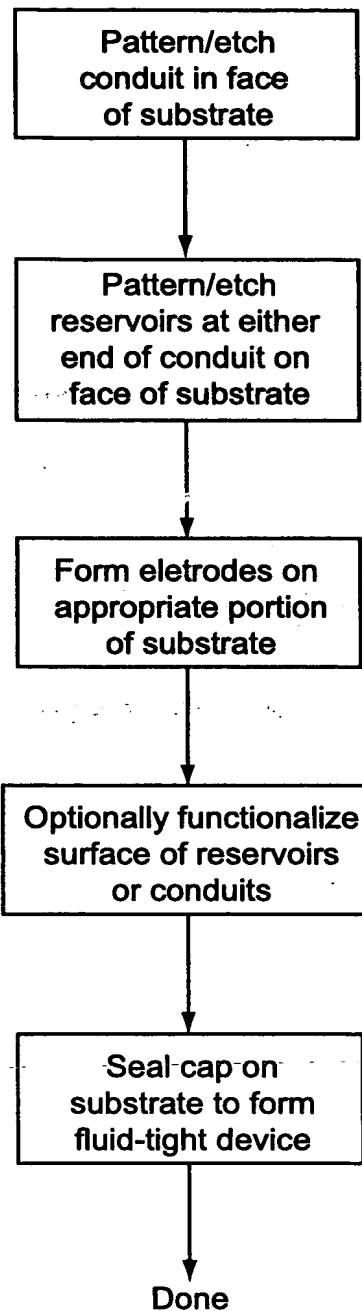 Pattern/etch
conduit in face
of substrate
Pattern/etch
reservoirs at either
end of conduit on
face of substrate
Form eletrodes on
appropriate portion
of substrate
Optionally functionalize
surface of reservoirs
or conduits
Seal cap on
substrate to form
fluid-tight device
Done